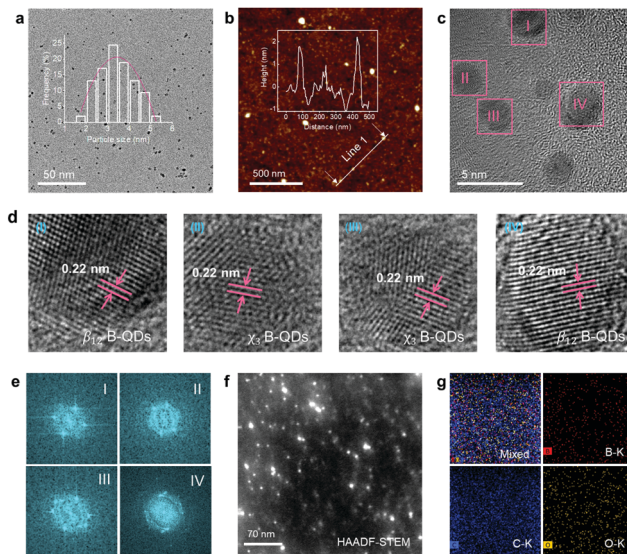 a
Frequency (%)
25
20
15
10
5
0
2
3
4
5
6
Particle size (nm)
50 nm
b
Height (nm)
2
1
0
-1
0
100
200
300
400
500
Distance (nm)
Line 1
500 nm
c
I
II
III
IV
5 nm
d
(I)
0.22 nm
β₁₂ B-QDs
(II)
0.22 nm
χ₃ B-QDs
(III)
0.22 nm
χ₃ B-QDs
(IV)
0.22 nm
β₁₂ B-QDs
e
I
II
III
IV
f
70 nm
HAADF-STEM
g
Mixed
B
B-K
C-K
O
O-K